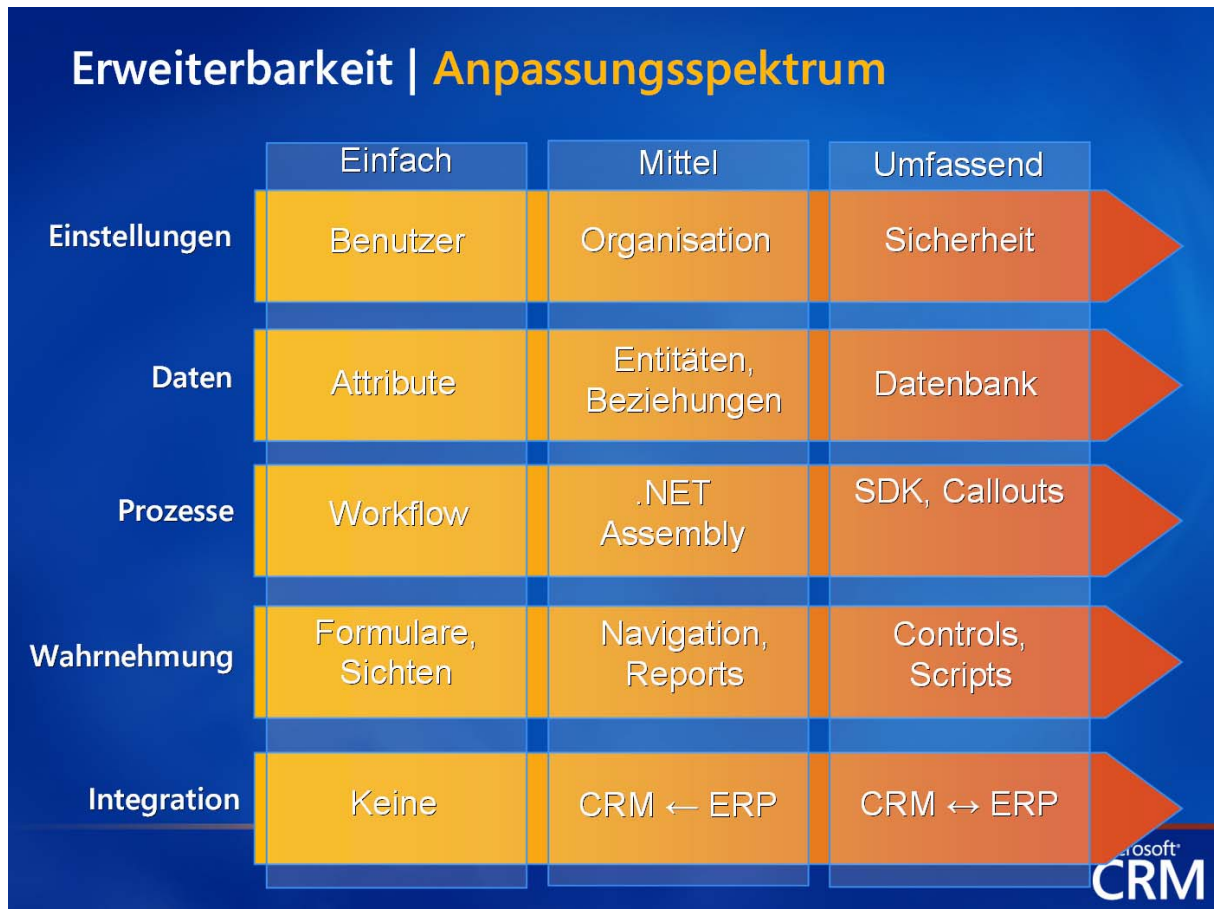 Erweiterbarkeit | Anpassungsspektrum
Einfach
Mittel
Umfassend
Einstellungen
Benutzer
Organisation
Sicherheit
Daten
Attribute
Entitäten,
Beziehungen
Datenbank
Prozesse
Workflow
.NET
Assembly
SDK, Callouts
Wahrnehmung
Formulare,
Sichten
Navigation,
Reports
Controls,
Scripts
Integration
Keine
CRM ← ERP
CRM ↔ ERP
rosoft
CRM